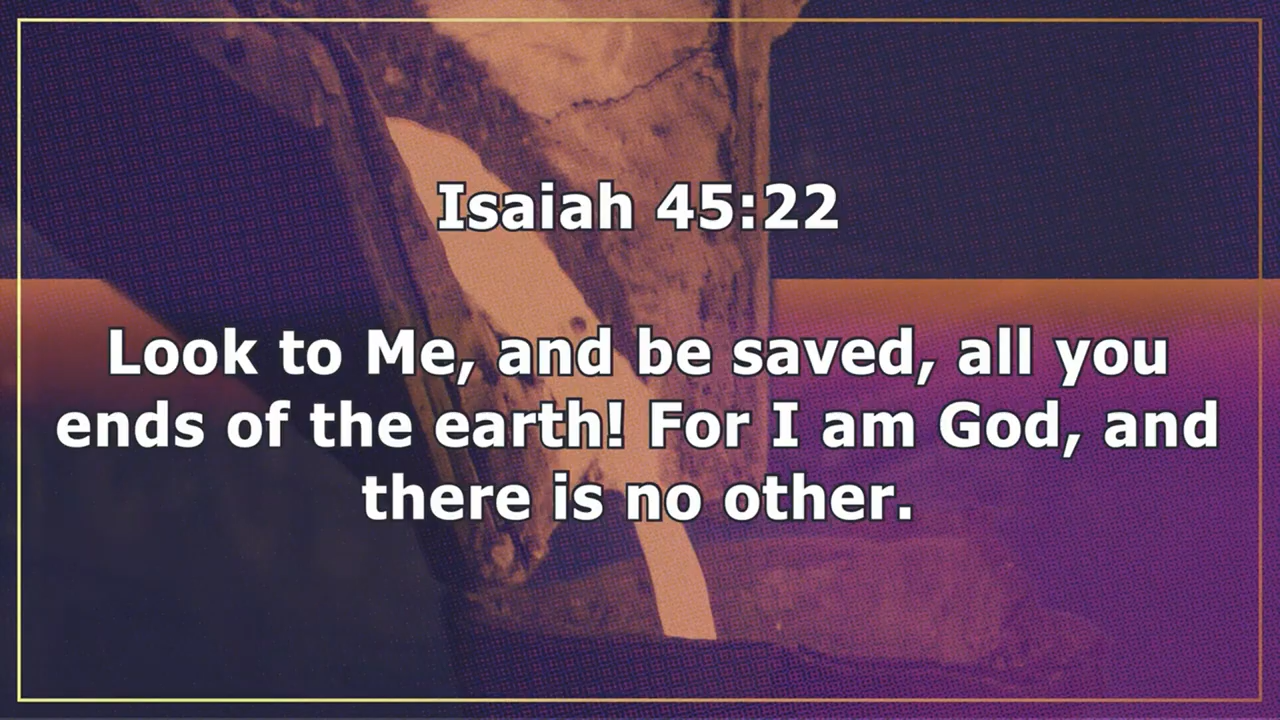 Isaiah 45:22
Look to Me, and be saved, all you
ends of the earth! For I am God, and
there is no other.